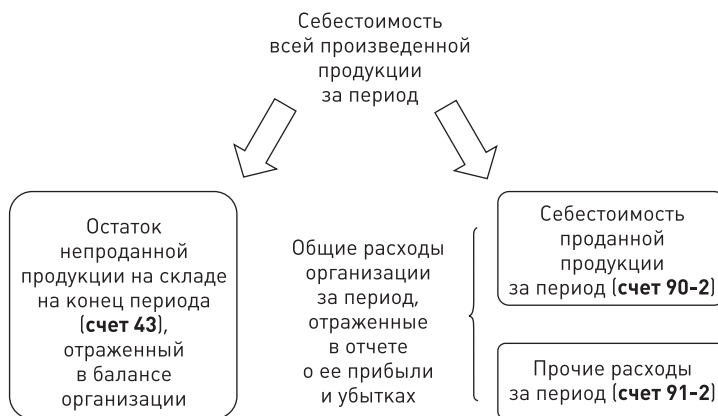 Себестоимость
всей произведенной
продукции
за период
Остаток
непроданной
продукции на складе
на конец периода
(счет 43),
отраженный
в балансе
организации
Общие расходы
организации
за период,
отраженные
в отчете
о ее прибыли
и убытках
Себестоимость
проданной
продукции
за период (счет 90-2)
Прочие расходы
за период (счет 91-2)